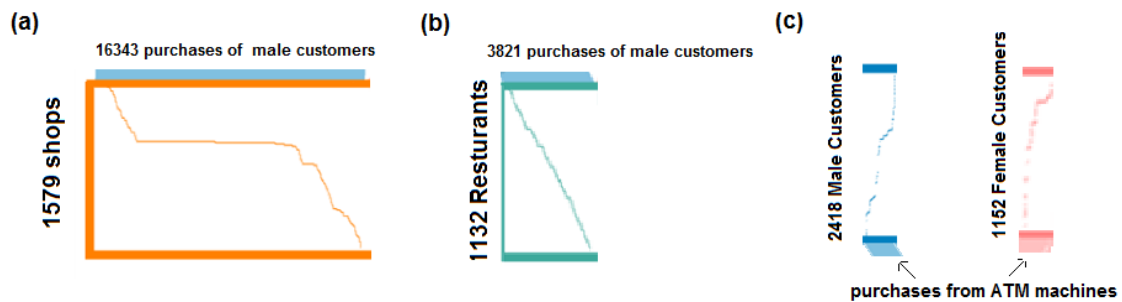 (a)
16343 purchases of male customers
1579 shops
(b)
3821 purchases of male customers
1132 Resturants
(c)
2418 Male Customers
1152 Female Customers
purchases from ATM machines